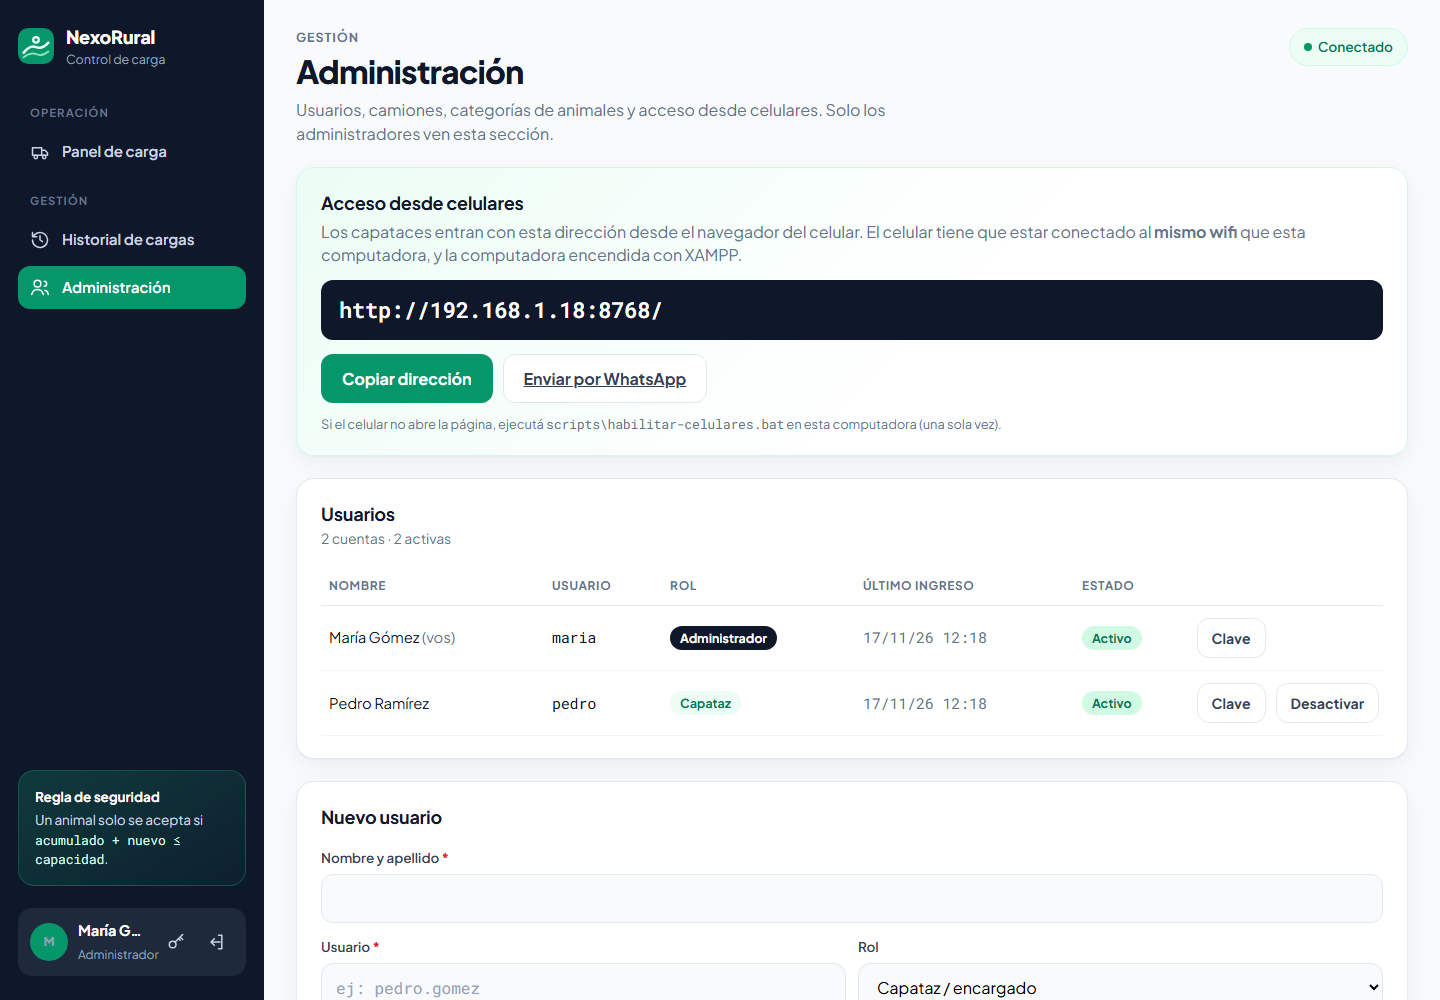 NexoRural
Control de carga
OPERACIÓN
Panel de carga
GESTIÓN
Historial de cargas
Administración
Regla de seguridad
Un animal solo se acepta si
acumulado + nuevo ≤
capacidad.
M
María G...
Administrador
GESTIÓN
Administración
Usuarios, camiones, categorías de animales y acceso desde celulares. Solo los
administradores ven esta sección.
Conectado
Acceso desde celulares
Los capataces entran con esta dirección desde el navegador del celular. El celular tiene que estar conectado al mismo wifi que esta
computadora, y la computadora encendida con XAMPP.
http://192.168.1.18:8768/
Copiar dirección
Enviar por WhatsApp
Si el celular no abre la página, ejecutá scripts\habilitar-celulares.bat en esta computadora (una sola vez).
Usuarios
2 cuentas · 2 activas
NOMBRE USUARIO ROL ÚLTIMO INGRESO ESTADO
María Gómez (vos) maria Administrador 17/11/26 12:18 Activo Clave
Pedro Ramírez pedro Capataz 17/11/26 12:18 Activo Clave Desactivar
Nuevo usuario
Nombre y apellido *
Usuario * Rol
ej: pedro.gomez Capataz / encargado